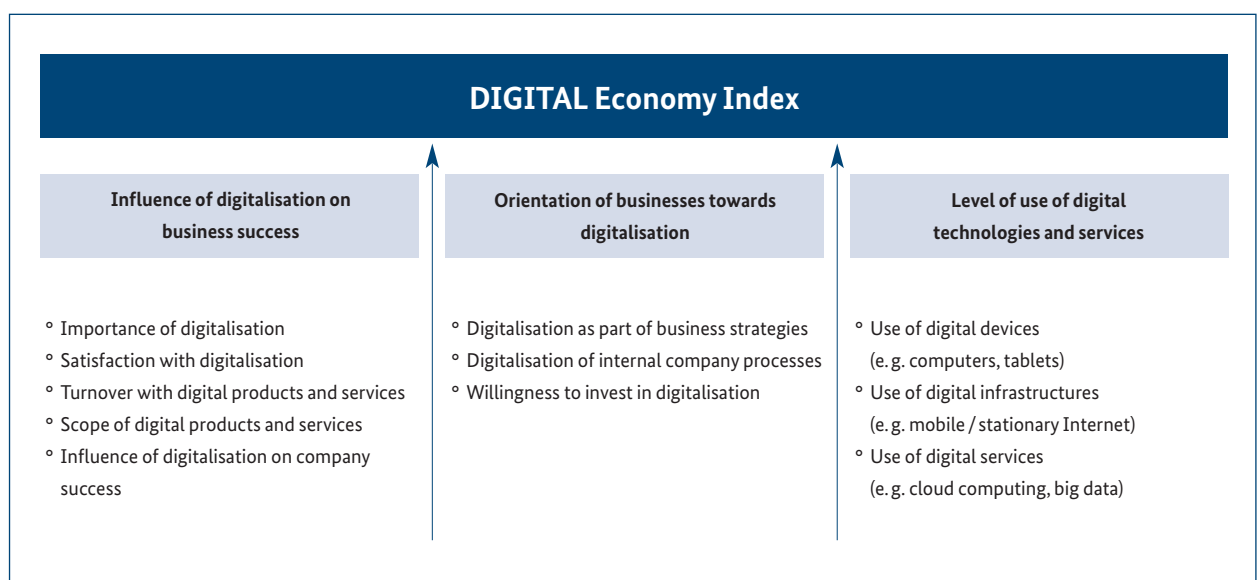 DIGITAL Economy Index
Influence of digitalisation on
business success
° Importance of digitalisation
° Satisfaction with digitalisation
° Turnover with digital products and services
° Scope of digital products and services
° Influence of digitalisation on company
success
Orientation of businesses towards
digitalisation
° Digitalisation as part of business strategies
° Digitalisation of internal company processes
° Willingness to invest in digitalisation
Level of use of digital
technologies and services
° Use of digital devices
(e. g. computers, tablets)
° Use of digital infrastructures
(e. g. mobile / stationary Internet)
° Use of digital services
(e. g. cloud computing, big data)